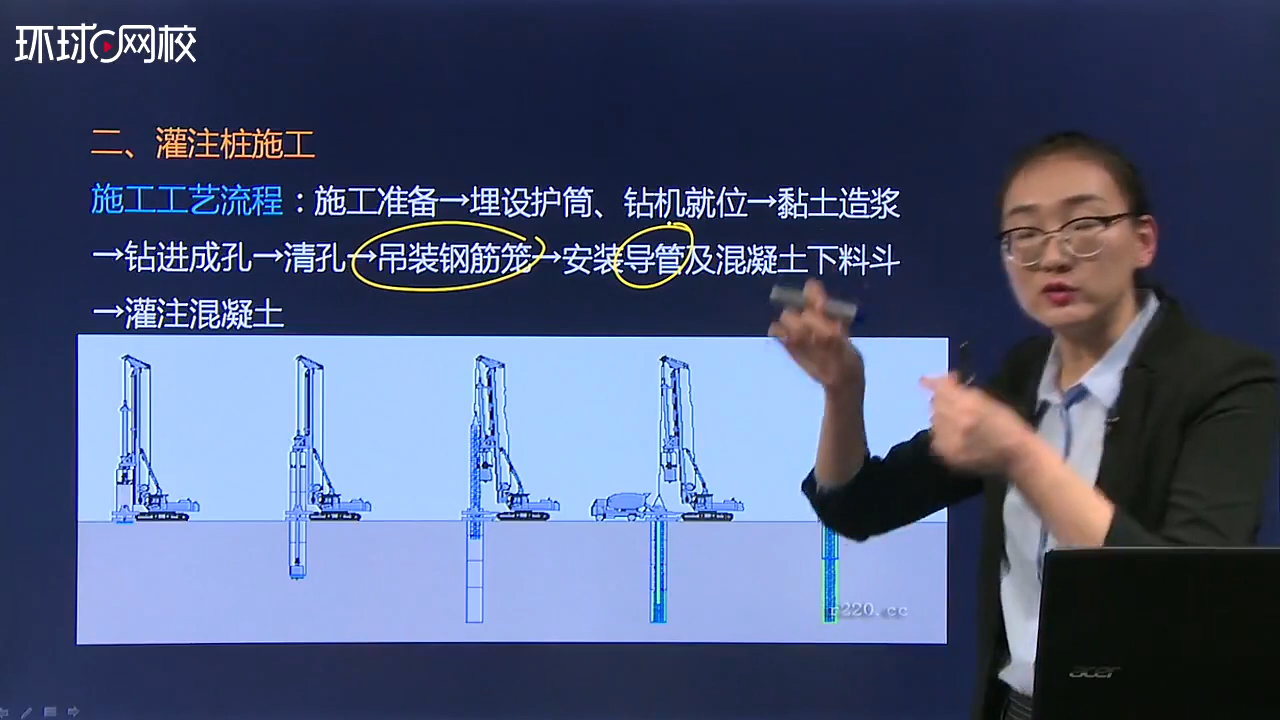 环球网校
二、灌注桩施工
施工工艺流程：施工准备→埋设护筒、钻机就位→黏土造浆
→钻进成孔→清孔→吊装钢筋笼→安装导管及混凝土下料斗
→灌注混凝土
r220.cc
acer